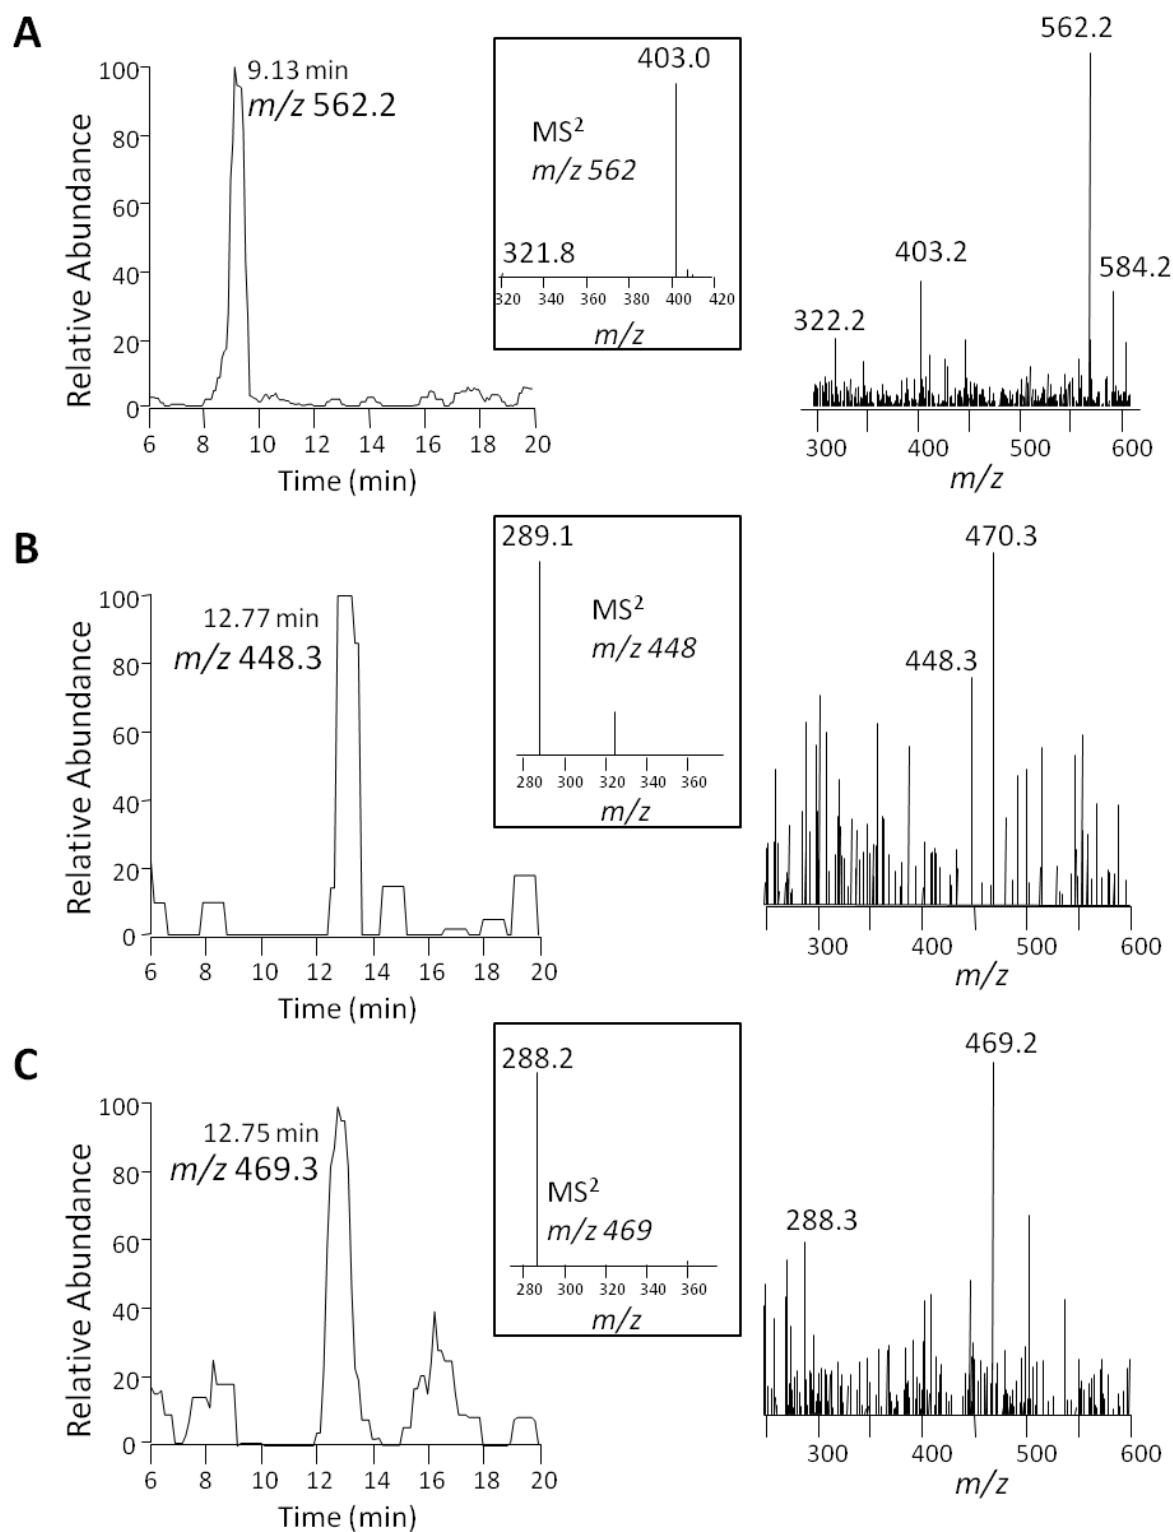 A
562.2
9.13 min
m/z 562.2
403.0
MS²
m/z 562
321.8
320 340 360 380 400 420
m/z
403.2
584.2
322.2
300 400 500 600
m/z
Relative Abundance
100
80
60
40
20
0
6 8 10 12 14 16 18 20
Time (min)
B
289.1
470.3
12.77 min
m/z 448.3
MS²
m/z 448
448.3
280 300 320 340 360
m/z
300 400 500 600
m/z
Relative Abundance
100
80
60
40
20
0
6 8 10 12 14 16 18 20
Time (min)
C
288.2
469.2
12.75 min
m/z 469.3
MS²
m/z 469
288.3
280 300 320 340 360
m/z
300 400 500 600
m/z
Relative Abundance
100
80
60
40
20
0
6 8 10 12 14 16 18 20
Time (min)